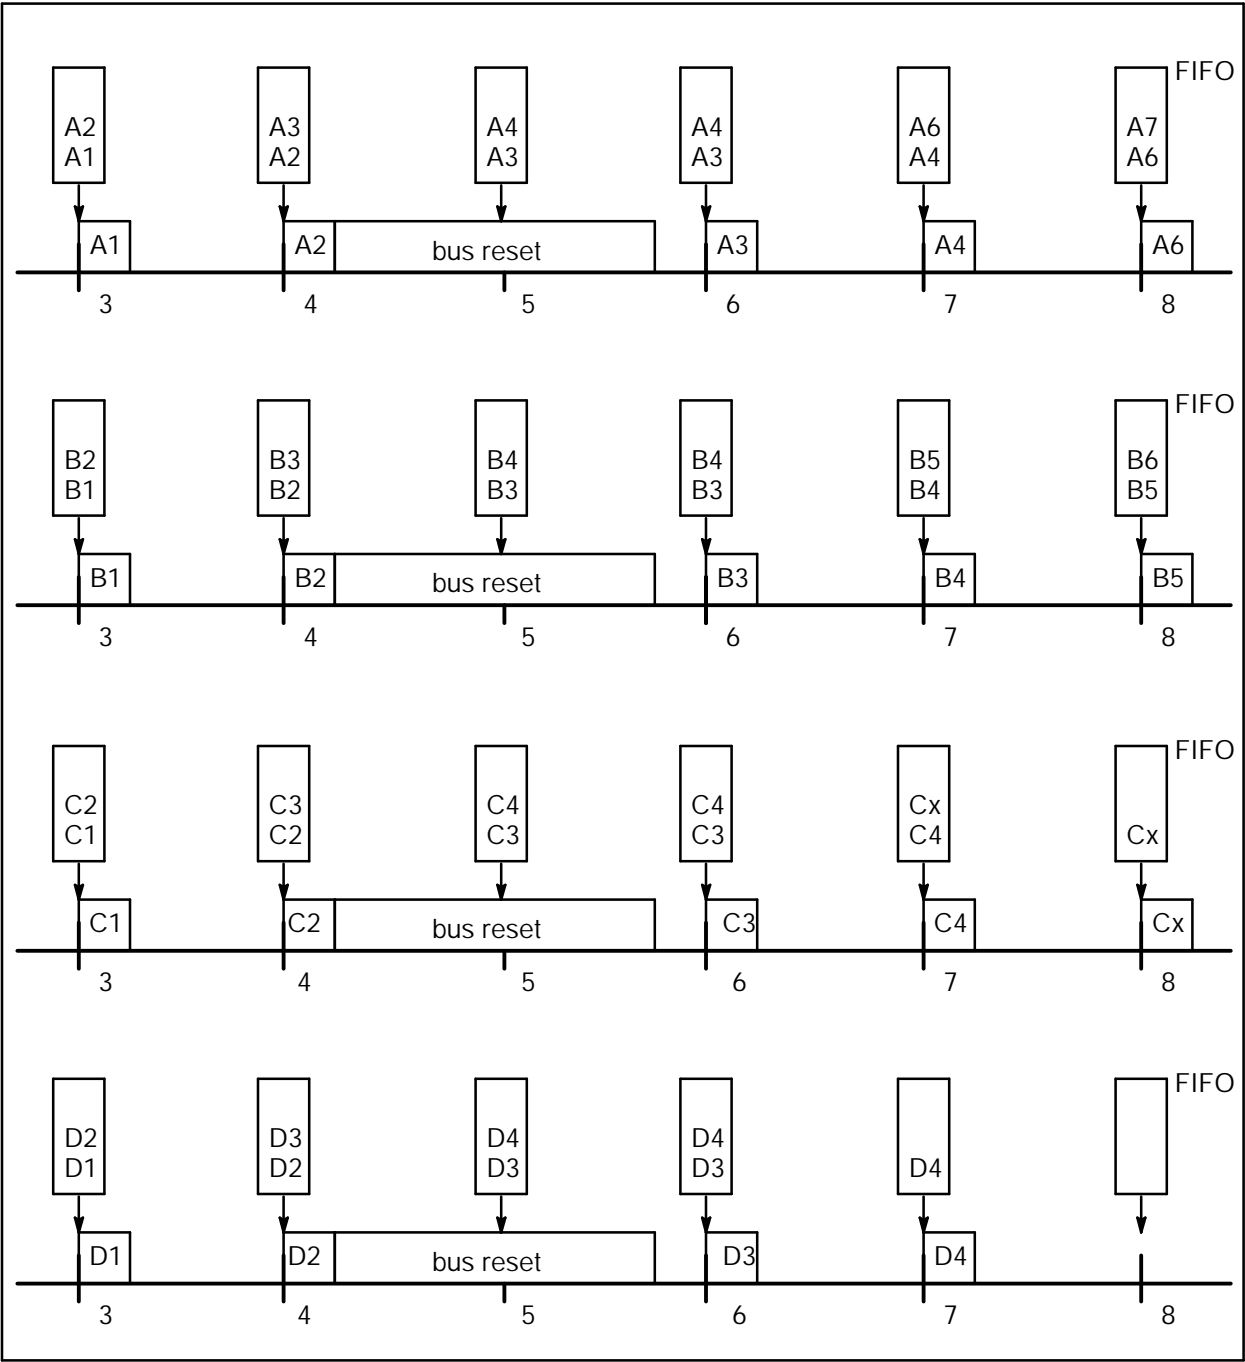 FIFO
A2 A3 A4 A4 A6 A7
A1 A2 A3 A3 A4 A6
A1 A2 bus reset A3 A4 A6
3 4 5 6 7 8
FIFO
B2 B3 B4 B4 B5 B6
B1 B2 B3 B3 B4 B5
B1 B2 bus reset B3 B4 B5
3 4 5 6 7 8
FIFO
C2 C3 C4 C4 Cx
C1 C2 C3 C3 C4 Cx
C1 C2 bus reset C3 C4 Cx
3 4 5 6 7 8
FIFO
D2 D3 D4 D4
D1 D2 D3 D3 D4
D1 D2 bus reset D3 D4
3 4 5 6 7 8